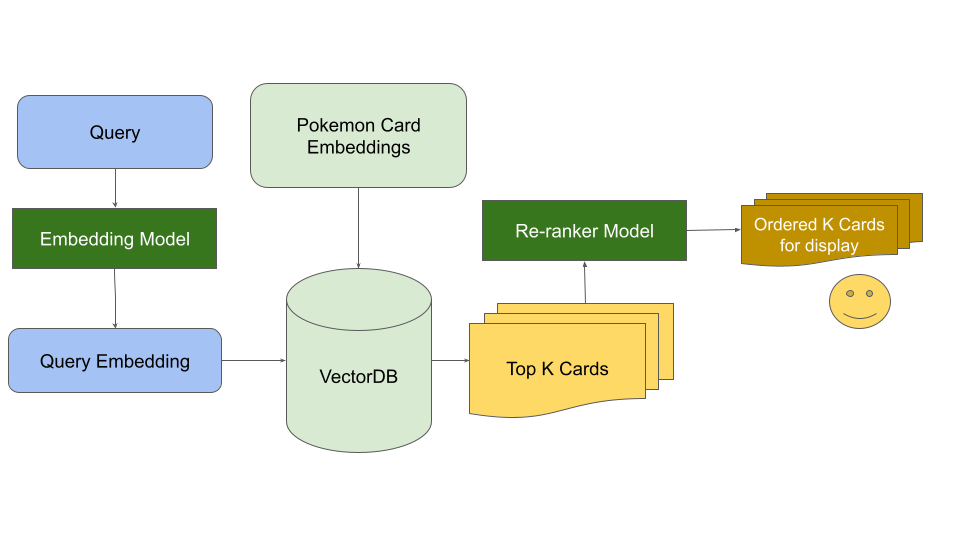 Query
Pokemon Card
Embeddings
Embedding Model
Re-ranker Model
Ordered K Cards
for display
Query Embedding
VectorDB
Top K Cards